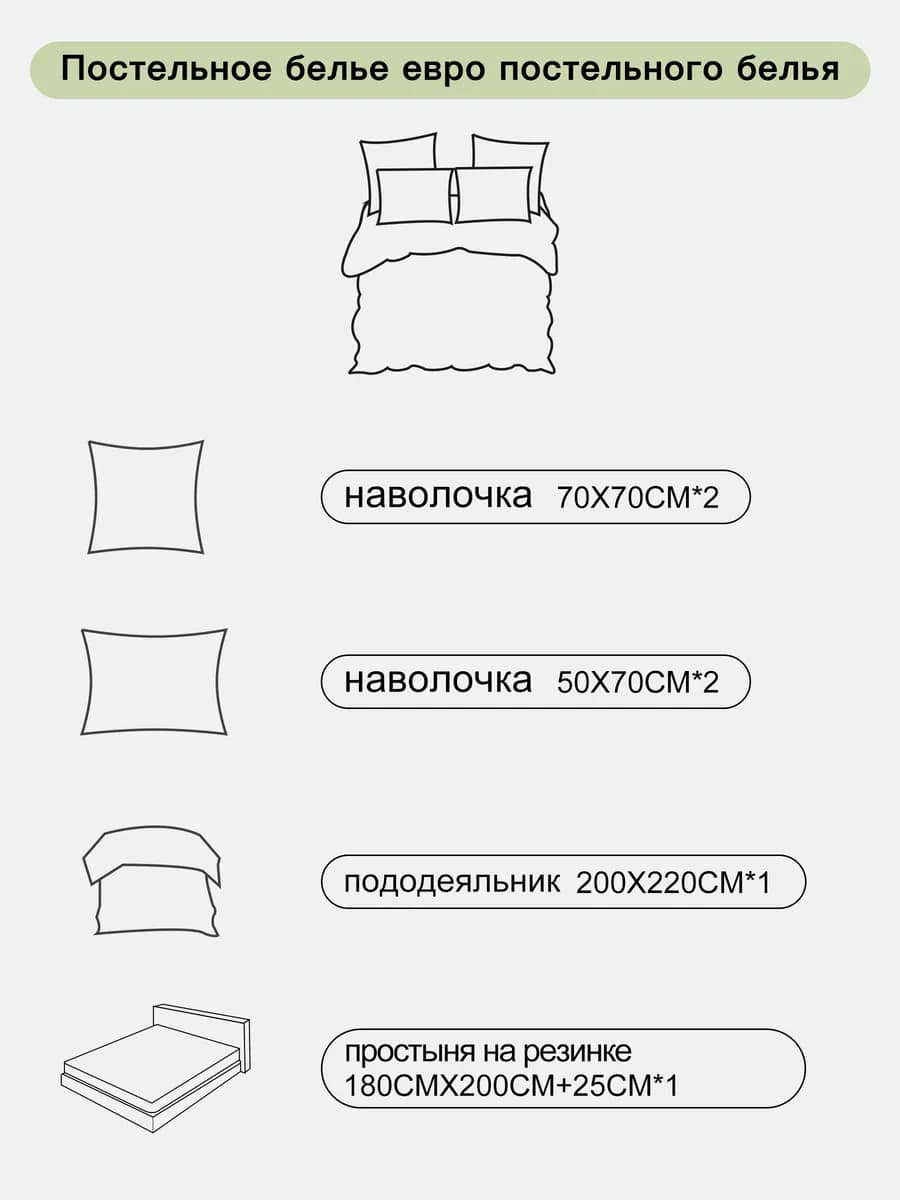 Постельное белье евро постельного белья
наволочка 70X70CM*2
наволочка 50X70CM*2
пододеяльник 200X220CM*1
простыня на резинке
180CMX200CM+25CM*1